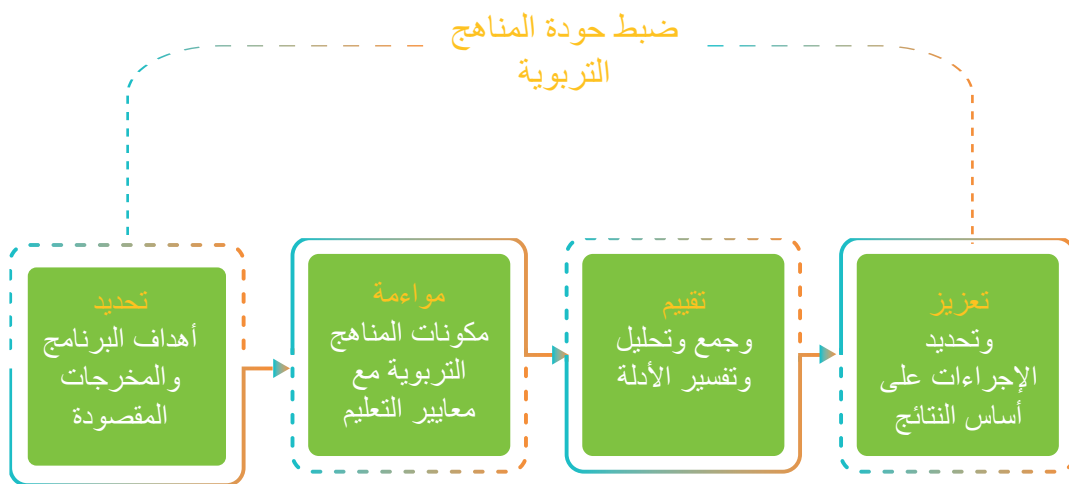 ضبط حودة المناهج
التربوية
تحديد
أهداف البرنامج
والمخرجات
المقصودة
مواءمة
مكونات المناهج
التربوية مع
معايير التعليم
تقييم
وجمع وتحليل
وتفسير الأدلة
تعزيز
وتحديد
الإجراءات على
أساس النتائج